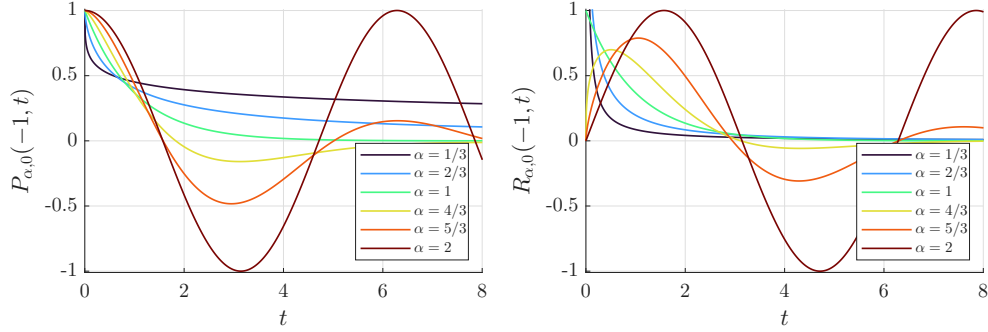 1
0.5
0
-0.5
-1
P_{α,0}(−1, t)
0 2 4 6 8
t
α = 1/3
α = 2/3
α = 1
α = 4/3
α = 5/3
α = 2
1
0.5
0
-0.5
-1
R_{α,0}(−1, t)
0 2 4 6 8
t
α = 1/3
α = 2/3
α = 1
α = 4/3
α = 5/3
α = 2